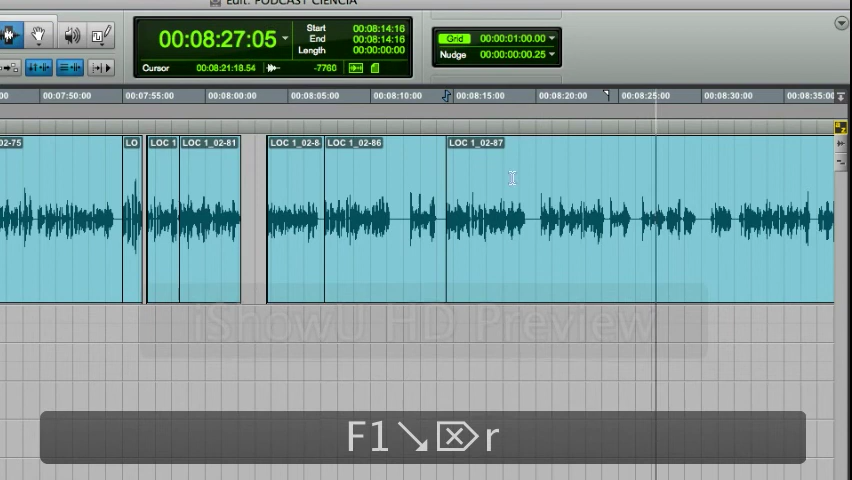 Edit: PODCAST CIENCIA
00:08:27:05
Start 00:08:14:16
End 00:08:14:16
Length 00:00:00:00
Cursor 00:08:21:18.54 -7760
Grid 00:00:01:00.00
Nudge 00:00:00:00.25
00:07:50:00 00:07:55:00 00:08:00:00 00:08:05:00 00:08:10:00 00:08:15:00 00:08:20:00 00:08:25:00 00:08:30:00 00:08:35:00
02-75 LO LOC 1 LOC 1_02-81 LOC 1_02-8 LOC 1_02-86 LOC 1_02-87
iShowU HD Preview
F1↘⌦r